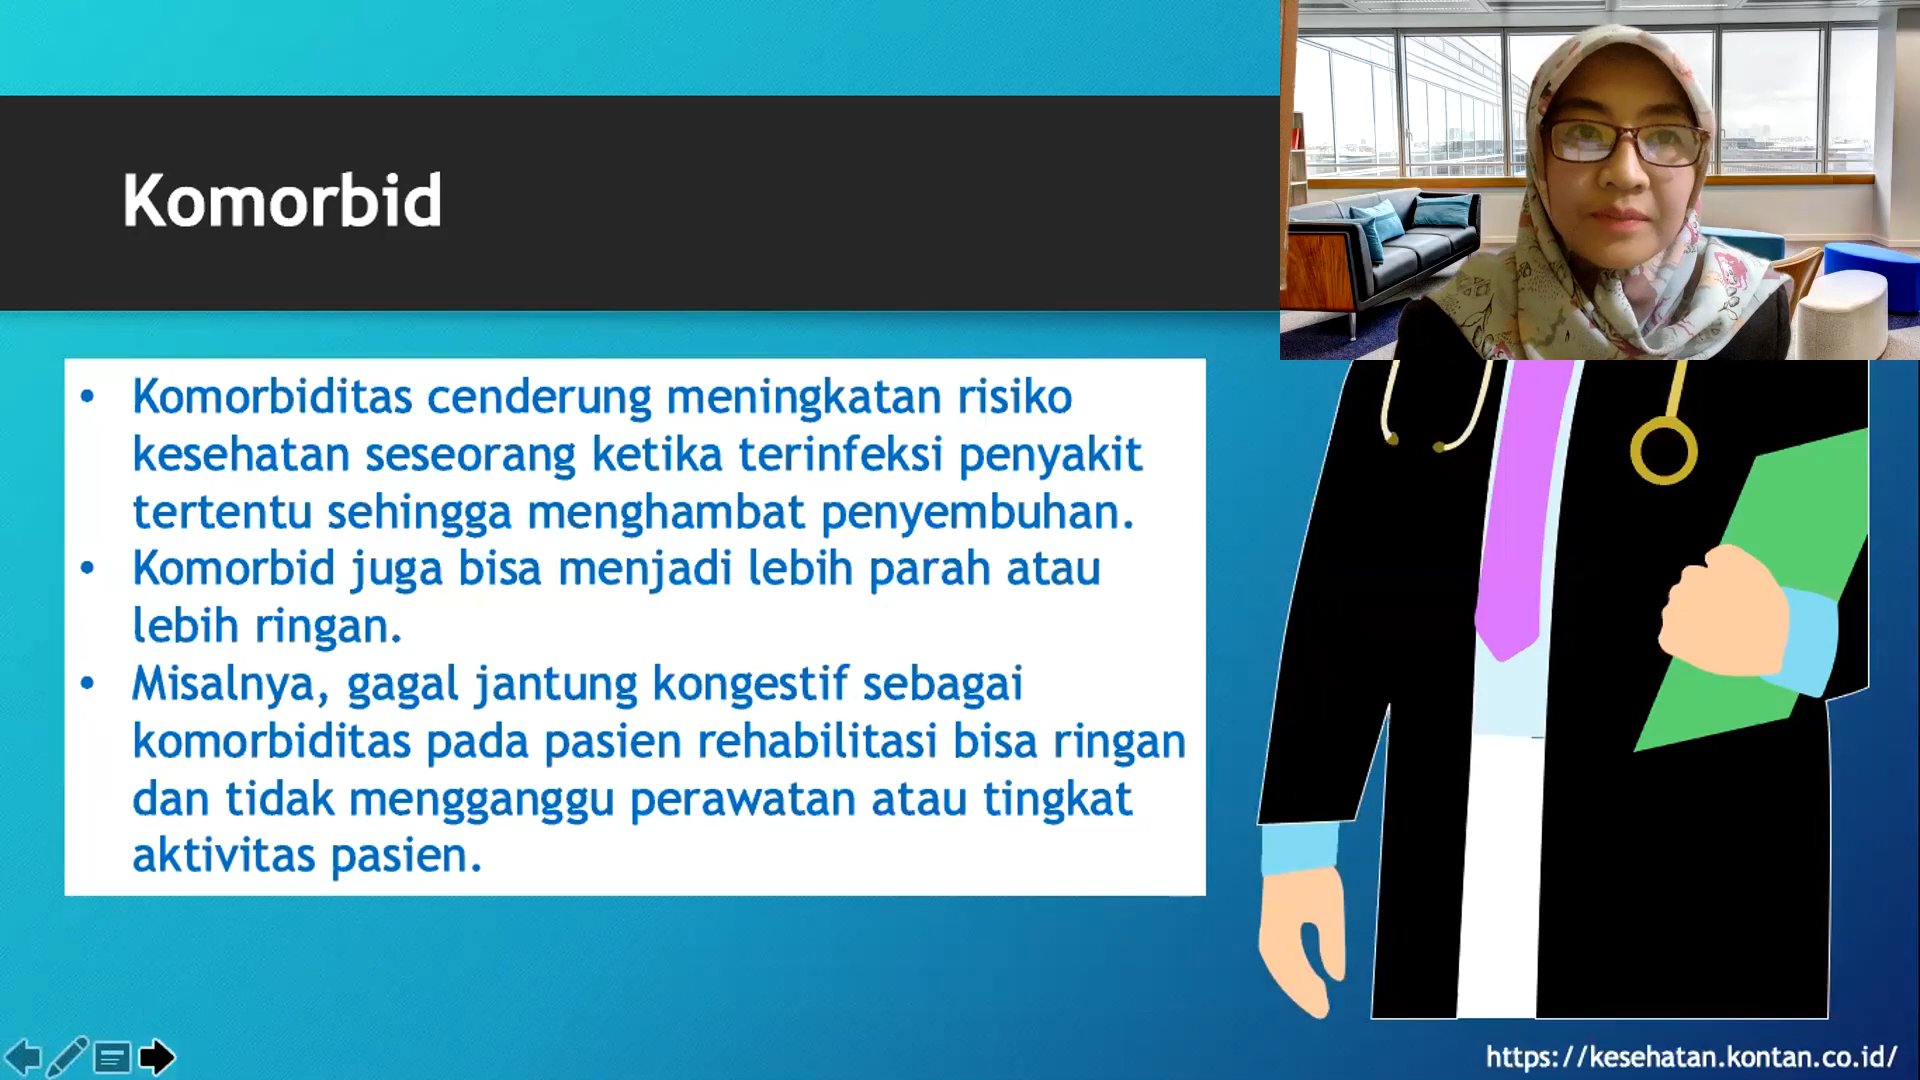 Komorbid
• Komorbiditas cenderung meningkatan risiko
kesehatan seseorang ketika terinfeksi penyakit
tertentu sehingga menghambat penyembuhan.
• Komorbid juga bisa menjadi lebih parah atau
lebih ringan.
• Misalnya, gagal jantung kongestif sebagai
komorbiditas pada pasien rehabilitasi bisa ringan
dan tidak mengganggu perawatan atau tingkat
aktivitas pasien.
https://kesehatan.kontan.co.id/